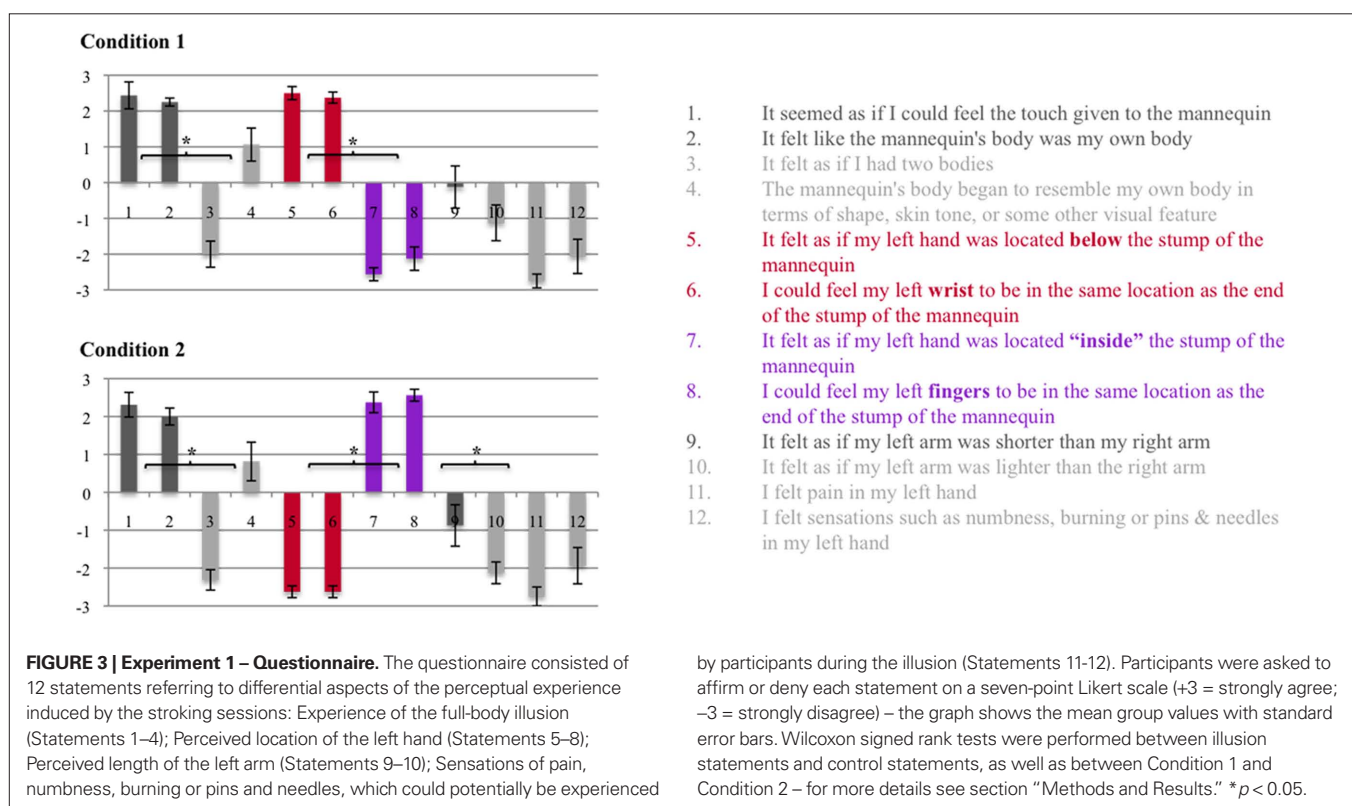 Condition 1
3
2
1
0
-1
-2
-3
*
*
1 2 3 4 5 6 7 8 9 10 11 12
Condition 2
3
2
1
0
-1
-2
-3
*
*
*
1 2 3 4 5 6 7 8 9 10 11 12
1. It seemed as if I could feel the touch given to the mannequin
2. It felt like the mannequin's body was my own body
3. It felt as if I had two bodies
4. The mannequin's body began to resemble my own body in
terms of shape, skin tone, or some other visual feature
5. It felt as if my left hand was located below the stump of the
mannequin
6. I could feel my left wrist to be in the same location as the end
of the stump of the mannequin
7. It felt as if my left hand was located “inside” the stump of the
mannequin
8. I could feel my left fingers to be in the same location as the
end of the stump of the mannequin
9. It felt as if my left arm was shorter than my right arm
10. It felt as if my left arm was lighter than the right arm
11. I felt pain in my left hand
12. I felt sensations such as numbness, burning or pins & needles
in my left hand
FIGURE 3 | Experiment 1 – Questionnaire. The questionnaire consisted of
12 statements referring to differential aspects of the perceptual experience
induced by the stroking sessions: Experience of the full-body illusion
(Statements 1–4); Perceived location of the left hand (Statements 5–8);
Perceived length of the left arm (Statements 9–10); Sensations of pain,
numbness, burning or pins and needles, which could potentially be experienced
by participants during the illusion (Statements 11-12). Participants were asked to
affirm or deny each statement on a seven-point Likert scale (+3 = strongly agree;
–3 = strongly disagree) – the graph shows the mean group values with standard
error bars. Wilcoxon signed rank tests were performed between illusion
statements and control statements, as well as between Condition 1 and
Condition 2 – for more details see section “Methods and Results.” *p < 0.05.